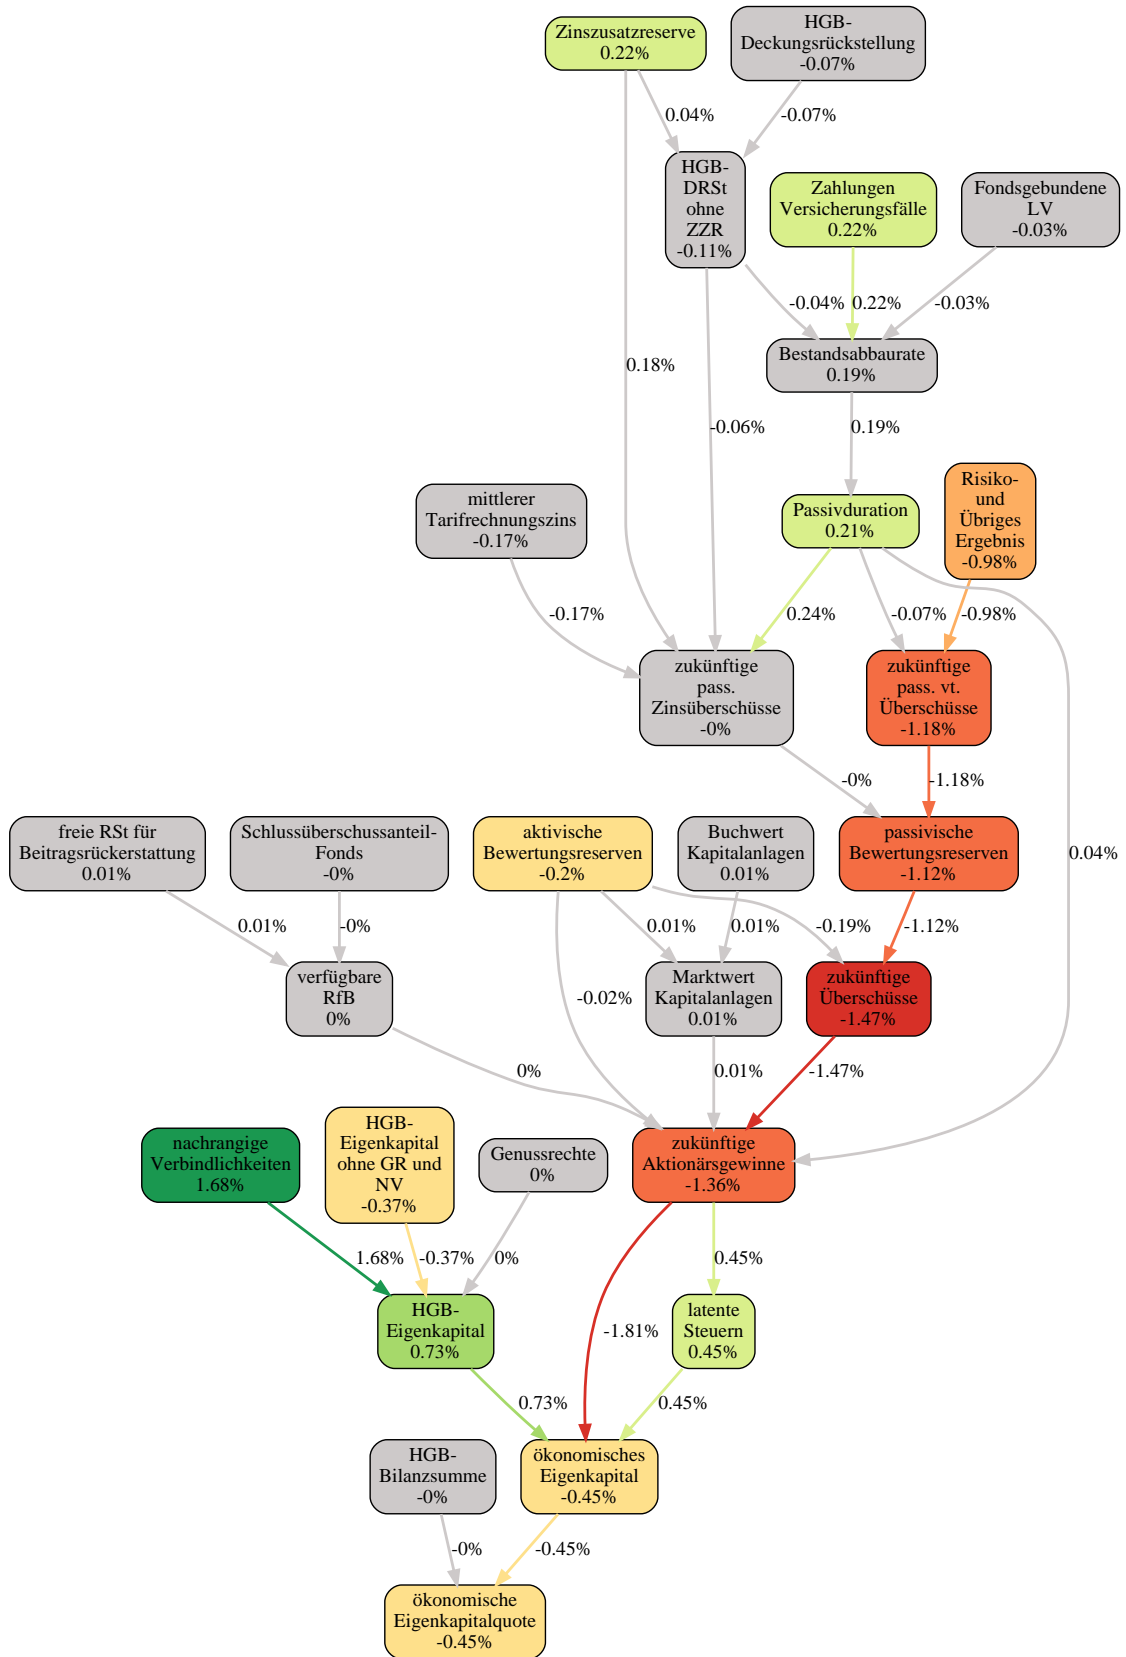 Zinszusatzreserve
0.22%
HGB-
Deckungsrückstellung
-0.07%
0.04%
-0.07%
HGB-
DRSt
ohne
ZZR
-0.11%
Zahlungen
Versicherungsfälle
0.22%
Fondsgebundene
LV
-0.03%
-0.04%
0.22%
-0.03%
Bestandsabbaurate
0.19%
0.18%
-0.06%
0.19%
mittlerer
Tarifrechnungszins
-0.17%
Passivduration
0.21%
Risiko-
und
Übriges
Ergebnis
-0.98%
-0.17%
0.24%
-0.07%
-0.98%
zukünftige
pass.
Zinsüberschüsse
-0%
zukünftige
pass. vt.
Überschüsse
-1.18%
-0%
-1.18%
freie RSt für
Beitragsrückerstattung
0.01%
Schlussüberschussanteil-
Fonds
-0%
aktivische
Bewertungsreserven
-0.2%
Buchwert
Kapitalanlagen
0.01%
passivische
Bewertungsreserven
-1.12%
0.04%
0.01%
-0%
0.01%
0.01%
-0.19%
-1.12%
verfügbare
RfB
0%
-0.02%
Marktwert
Kapitalanlagen
0.01%
zukünftige
Überschüsse
-1.47%
0%
0.01%
-1.47%
nachrangige
Verbindlichkeiten
1.68%
HGB-
Eigenkapital
ohne GR und
NV
-0.37%
Genussrechte
0%
zukünftige
Aktionärsgewinne
-1.36%
1.68%
-0.37%
0%
0.45%
HGB-
Eigenkapital
0.73%
-1.81%
latente
Steuern
0.45%
0.73%
0.45%
HGB-
Bilanzsumme
-0%
ökonomisches
Eigenkapital
-0.45%
-0%
-0.45%
ökonomische
Eigenkapitalquote
-0.45%